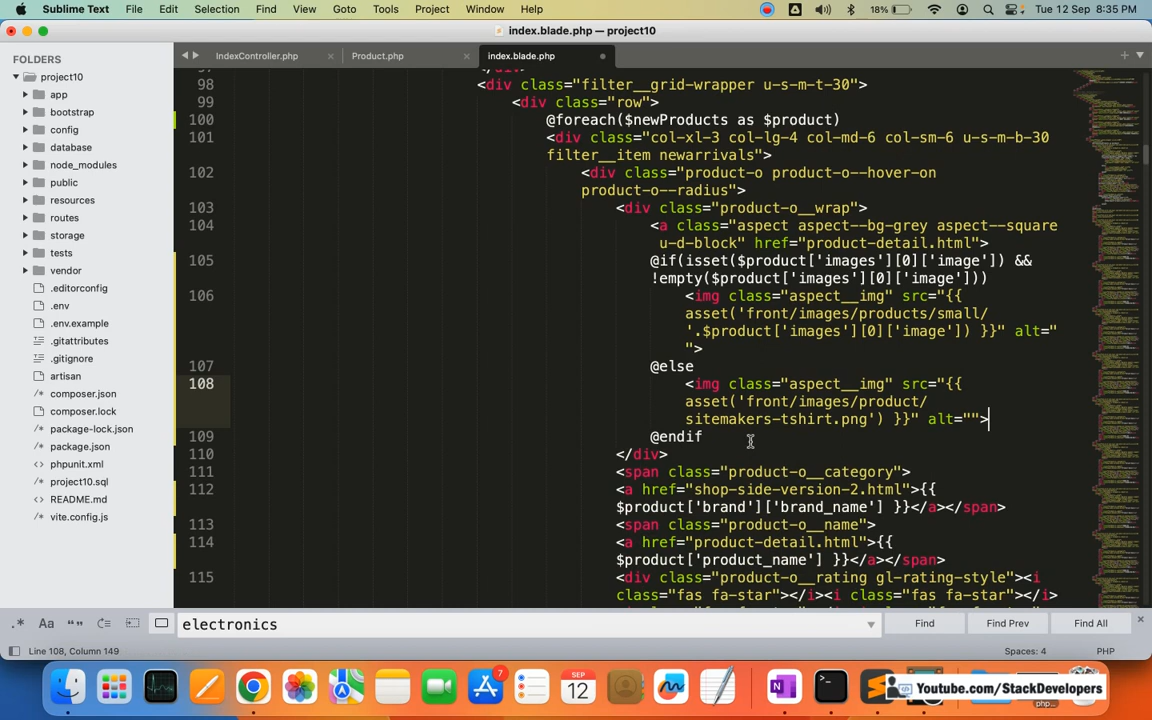 Sublime Text File Edit Selection Find View Goto Tools Project Window Help 18% Tue 12 Sep 8:35 PM
index.blade.php — project10
FOLDERS
project10
app
bootstrap
config
database
node_modules
public
resources
routes
storage
tests
vendor
.editorconfig
.env
.env.example
.gitattributes
.gitignore
artisan
composer.json
composer.lock
package-lock.json
package.json
phpunit.xml
project10.sql
README.md
vite.config.js
IndexController.php Product.php index.blade.php
98 <div class="filter__grid-wrapper u-s-m-t-30">
99 <div class="row">
100 @foreach($newProducts as $product)
101 <div class="col-xl-3 col-lg-4 col-md-6 col-sm-6 u-s-m-b-30
filter__item newarrivals">
102 <div class="product-o product-o--hover-on
product-o--radius">
103 <div class="product-o__wrap">
104 <a class="aspect aspect--bg-grey aspect--square
u-d-block" href="product-detail.html">
105 @if(isset($product['images'][0]['image']) &&
!empty($product['images'][0]['image']))
106 <img class="aspect__img" src="{{
asset('front/images/products/small/
'.$product['images'][0]['image']) }}" alt="
">
107 @else
108 <img class="aspect__img" src="{{
asset('front/images/product/
sitemakers-tshirt.png') }}" alt="">
109 @endif
110 </div>
111 <span class="product-o__category">
112 <a href="shop-side-version-2.html">{{
$product['brand']['brand_name'] }}</a></span>
113 <span class="product-o__name">
114 <a href="product-detail.html">{{
$product['product_name'] }}</a></span>
115 <div class="product-o__rating gl-rating-style"><i
class="fas fa-star"></i><i class="fas fa-star"></i>
.* Aa electronics Find Find Prev Find All
Line 108, Column 149 Spaces: 4 PHP
7
SEP
12
Youtube.com/StackDevelopers
php...